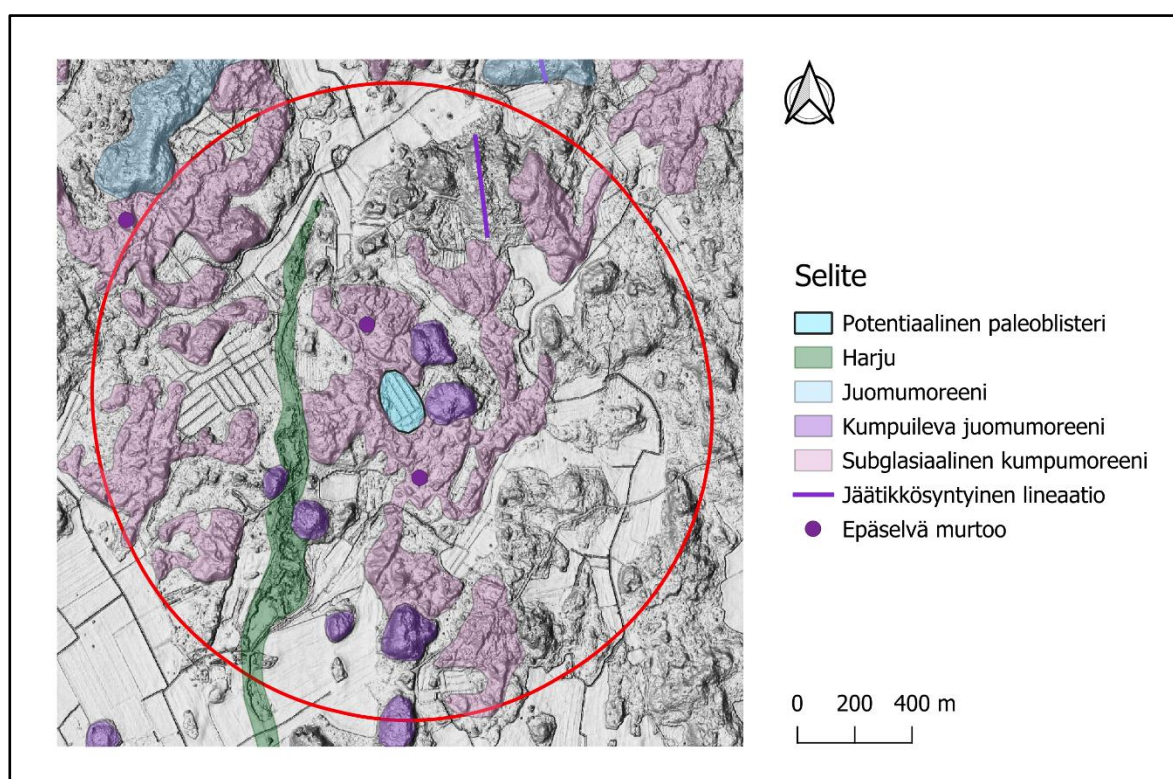 Selite
Potentiaalinen paleoblisteri
Harju
Juomumoreeni
Kumpuileva juomumoreeni
Subglasiaalinen kumpumoreeni
Jäätikkösyntyinen lineaatio
Epäselvä murtoo
0 200 400 m